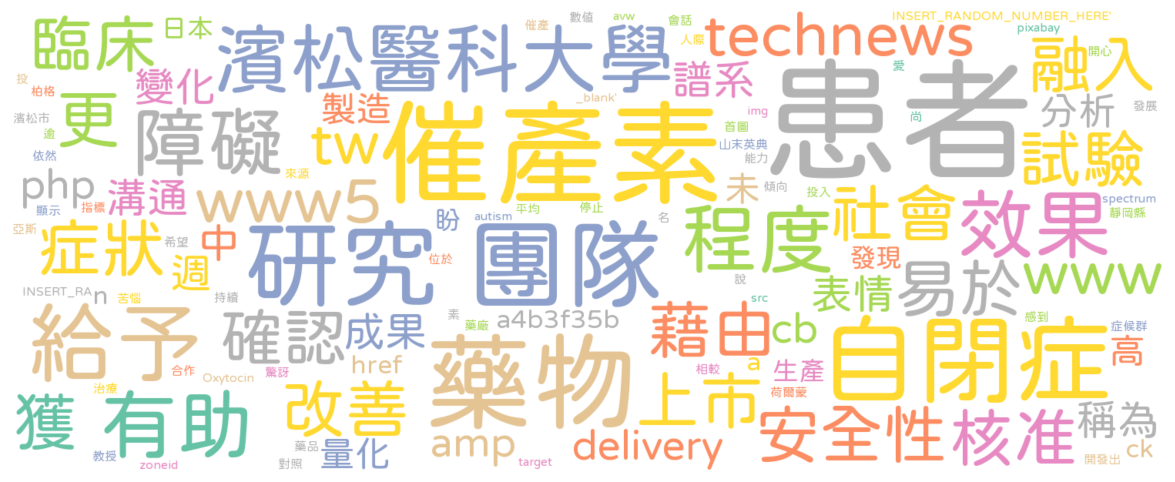 臨床 日本 濱松醫科大學 催產 數值 avw 會話 人際 technews INSERT_RANDOM_NUMBER_HERE' pixabay
投 柏格 變化 製造 _blank' 譜系 愛 融入 開心
濱松市 逾 更 障礙 tw 催產素 img 首圖 患者 尚 分析 發展
依然 來源 山末英典 能力 試驗
php 溝通 www5 未 傾向 投入 spectrum
顯示 指標 盼 autism 平均 停止 名 社會 效果 靜岡縣
亞斯 症狀 希望 週 中 研究 團隊 位於 程度 發現
INSERT_RA n 苦惱 持續 說 src 表情 易於 www
給予 確認 成果 素 藥廠 a4b3f35b 藉由 cb 感到 症候群
合作 驚訝 href 藥物 相較 a 生產 自閉症 高
治療 Oxytocin 荷爾蒙
獲 有助 改善 上市 安全性 核准 稱為
教授 zoneid 藥品 對照 量化 amp target delivery 開發出 ck